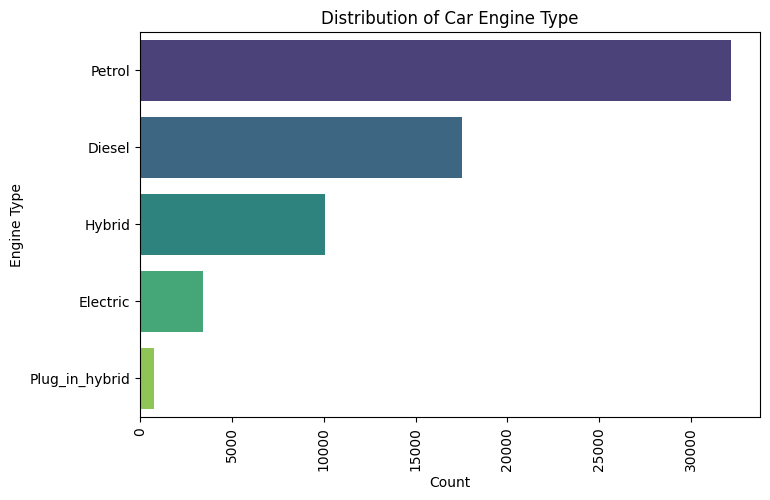 Distribution of Car Engine Type
Engine Type
Petrol
Diesel
Hybrid
Electric
Plug_in_hybrid
0
5000
10000
15000
20000
25000
30000
Count